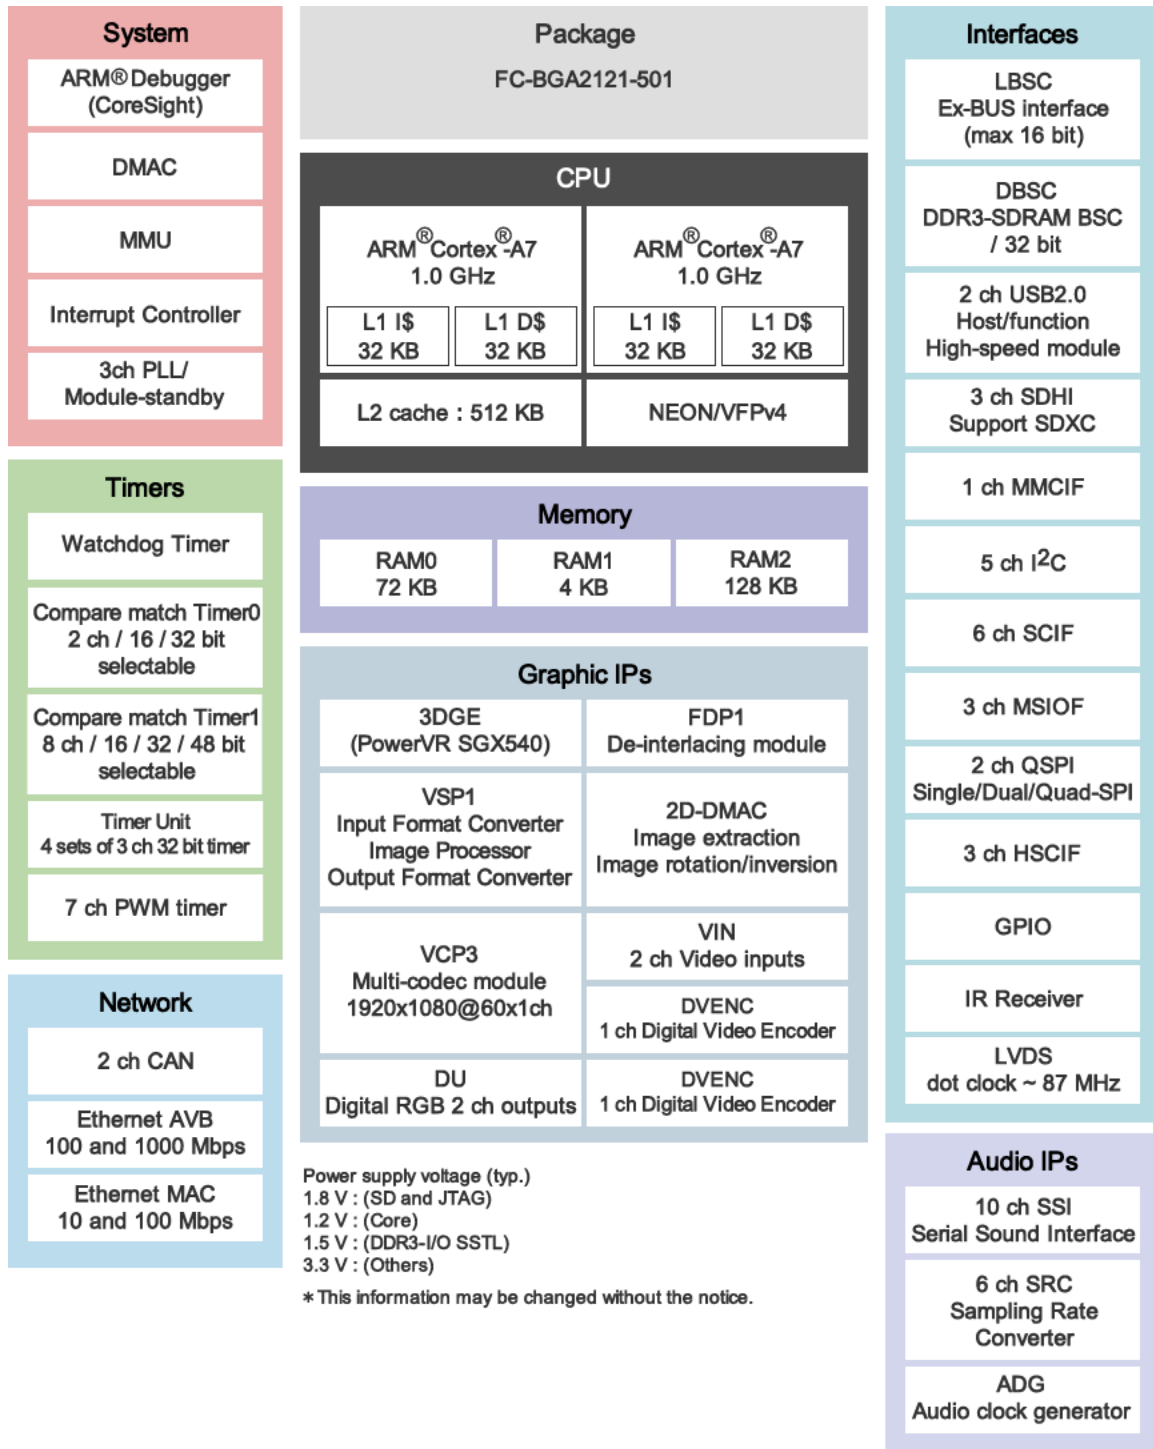 System
ARM® Debugger
(CoreSight)
DMAC
MMU
Interrupt Controller
3ch PLL/
Module-standby
Timers
Watchdog Timer
Compare match Timer0
2 ch / 16 / 32 bit
selectable
Compare match Timer1
8 ch / 16 / 32 / 48 bit
selectable
Timer Unit
4 sets of 3 ch 32 bit timer
7 ch PWM timer
Network
2 ch CAN
Ethernet AVB
100 and 1000 Mbps
Ethernet MAC
10 and 100 Mbps
Package
FC-BGA2121-501
CPU
ARM®Cortex®-A7
1.0 GHz
L1 I$
32 KB
L1 D$
32 KB
ARM®Cortex®-A7
1.0 GHz
L1 I$
32 KB
L1 D$
32 KB
L2 cache : 512 KB
NEON/VFPv4
Memory
RAM0
72 KB
RAM1
4 KB
RAM2
128 KB
Graphic IPs
3DGE
(PowerVR SGX540)
FDP1
De-interlacing module
VSP1
Input Format Converter
Image Processor
Output Format Converter
2D-DMAC
Image extraction
Image rotation/inversion
VCP3
Multi-codec module
1920x1080@60x1ch
VIN
2 ch Video inputs
DVENC
1 ch Digital Video Encoder
DU
Digital RGB 2 ch outputs
DVENC
1 ch Digital Video Encoder
Power supply voltage (typ.)
1.8 V : (SD and JTAG)
1.2 V : (Core)
1.5 V : (DDR3-I/O SSTL)
3.3 V : (Others)
* This information may be changed without the notice.
Interfaces
LBSC
Ex-BUS interface
(max 16 bit)
DBSC
DDR3-SDRAM BSC
/ 32 bit
2 ch USB2.0
Host/function
High-speed module
3 ch SDHI
Support SDXC
1 ch MMCIF
5 ch I²C
6 ch SCIF
3 ch MSIOF
2 ch QSPI
Single/Dual/Quad-SPI
3 ch HSCIF
GPIO
IR Receiver
LVDS
dot clock ~ 87 MHz
Audio IPs
10 ch SSI
Serial Sound Interface
6 ch SRC
Sampling Rate
Converter
ADG
Audio clock generator